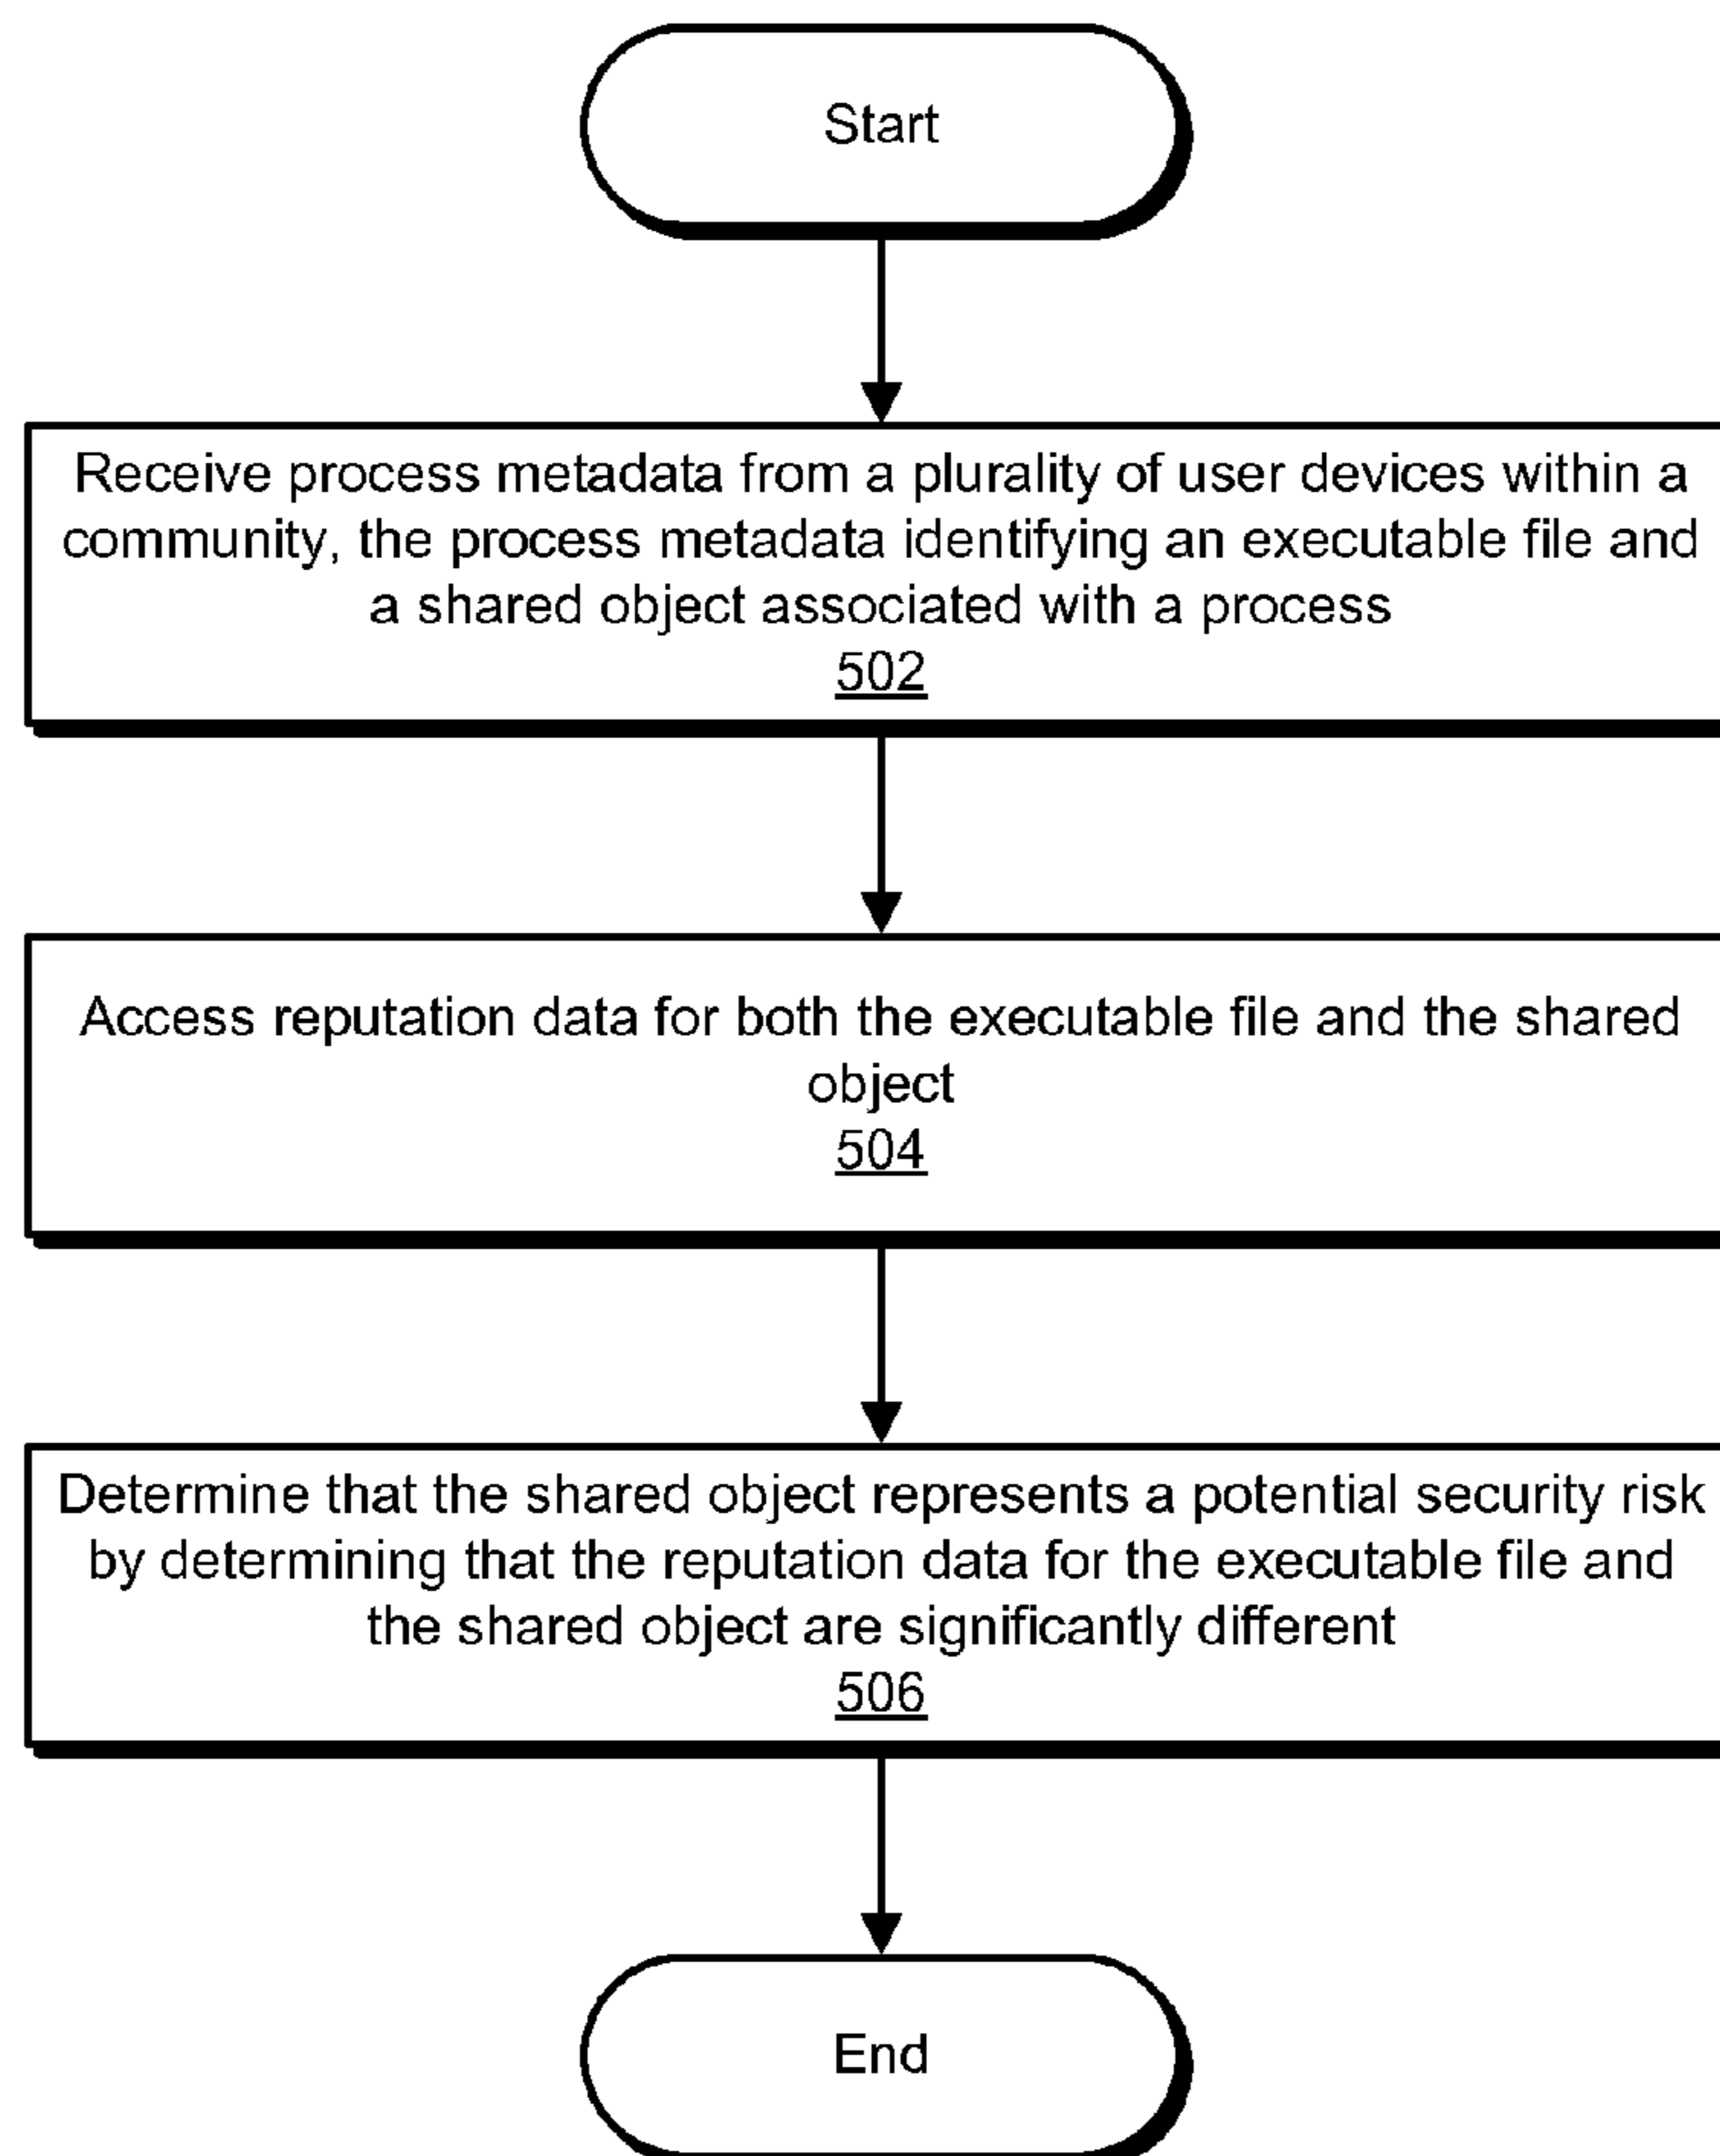 Start
Receive process metadata from a plurality of user devices within a
community, the process metadata identifying an executable file and
a shared object associated with a process
502
Access reputation data for both the executable file and the shared
object
504
Determine that the shared object represents a potential security risk
by determining that the reputation data for the executable file and
the shared object are significantly different
506
End